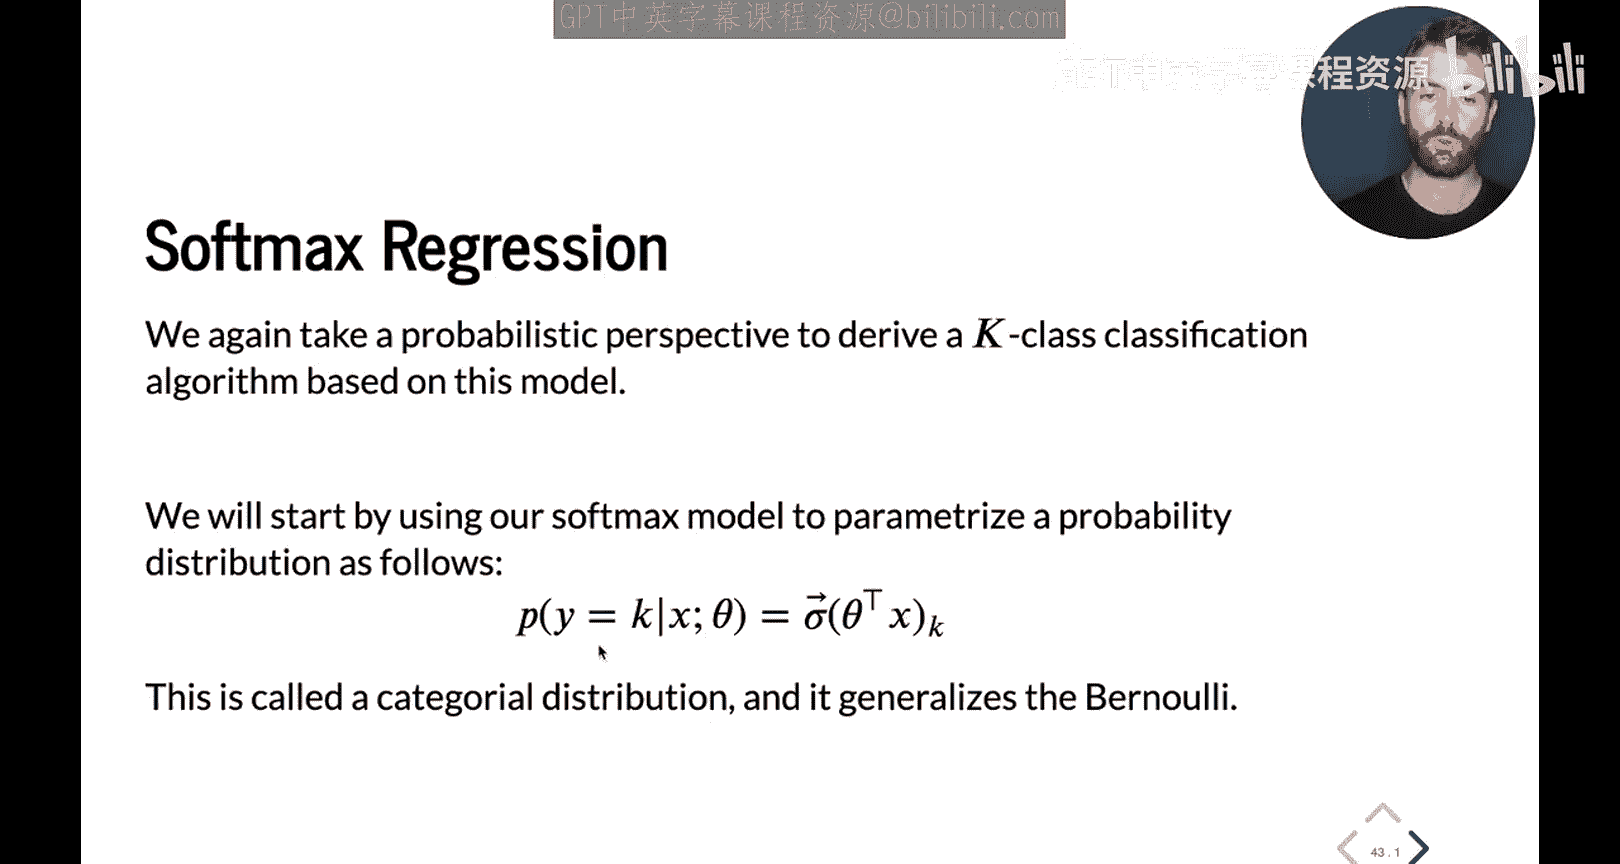 GPT中英字幕课程资源@bilibili.com
程资源 bilibili
Softmax Regression
We again take a probabilistic perspective to derive a K-class classification
algorithm based on this model.
We will start by using our softmax model to parametrize a probability
distribution as follows:
p(y = k|x; θ) = σ⃗(θ⊤ x)ₖ
This is called a categorial distribution, and it generalizes the Bernoulli.
43.1